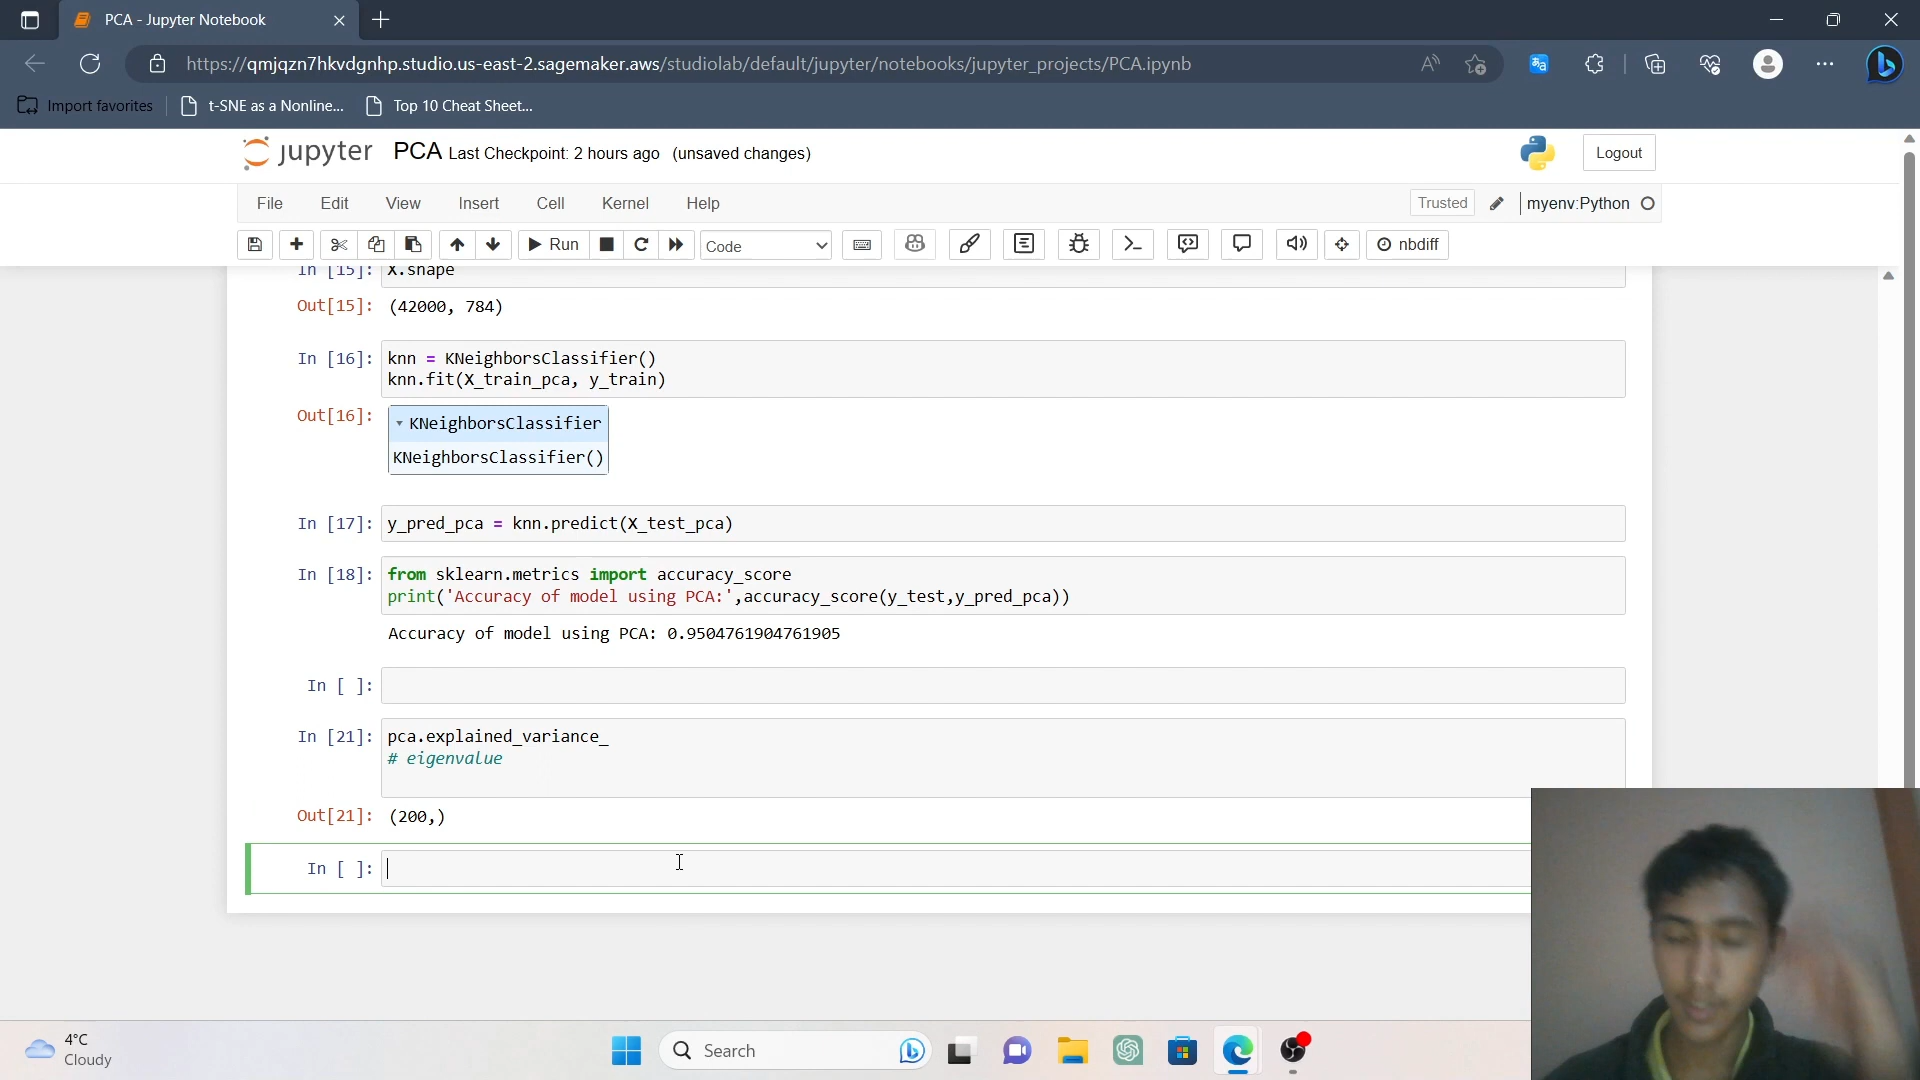 PCA - Jupyter Notebook
https://qmjqzn7hkvdgnhp.studio.us-east-2.sagemaker.aws/studiolab/default/jupyter/notebooks/jupyter_projects/PCA.ipynb
Import favorites
t-SNE as a Nonline...
Top 10 Cheat Sheet...
jupyter PCA Last Checkpoint: 2 hours ago (unsaved changes)
Logout
File Edit View Insert Cell Kernel Help
Trusted
myenv:Python
Run
Code
nbdiff
In [15]: X.shape
Out[15]: (42000, 784)
In [16]: knn = KNeighborsClassifier()
knn.fit(X_train_pca, y_train)
Out[16]: KNeighborsClassifier
KNeighborsClassifier()
In [17]: y_pred_pca = knn.predict(X_test_pca)
In [18]: from sklearn.metrics import accuracy_score
print('Accuracy of model using PCA:',accuracy_score(y_test,y_pred_pca))
Accuracy of model using PCA: 0.9504761904761905
In [ ]:
In [21]: pca.explained_variance_
# eigenvalue
Out[21]: (200,)
In [ ]:
4°C
Cloudy
Search